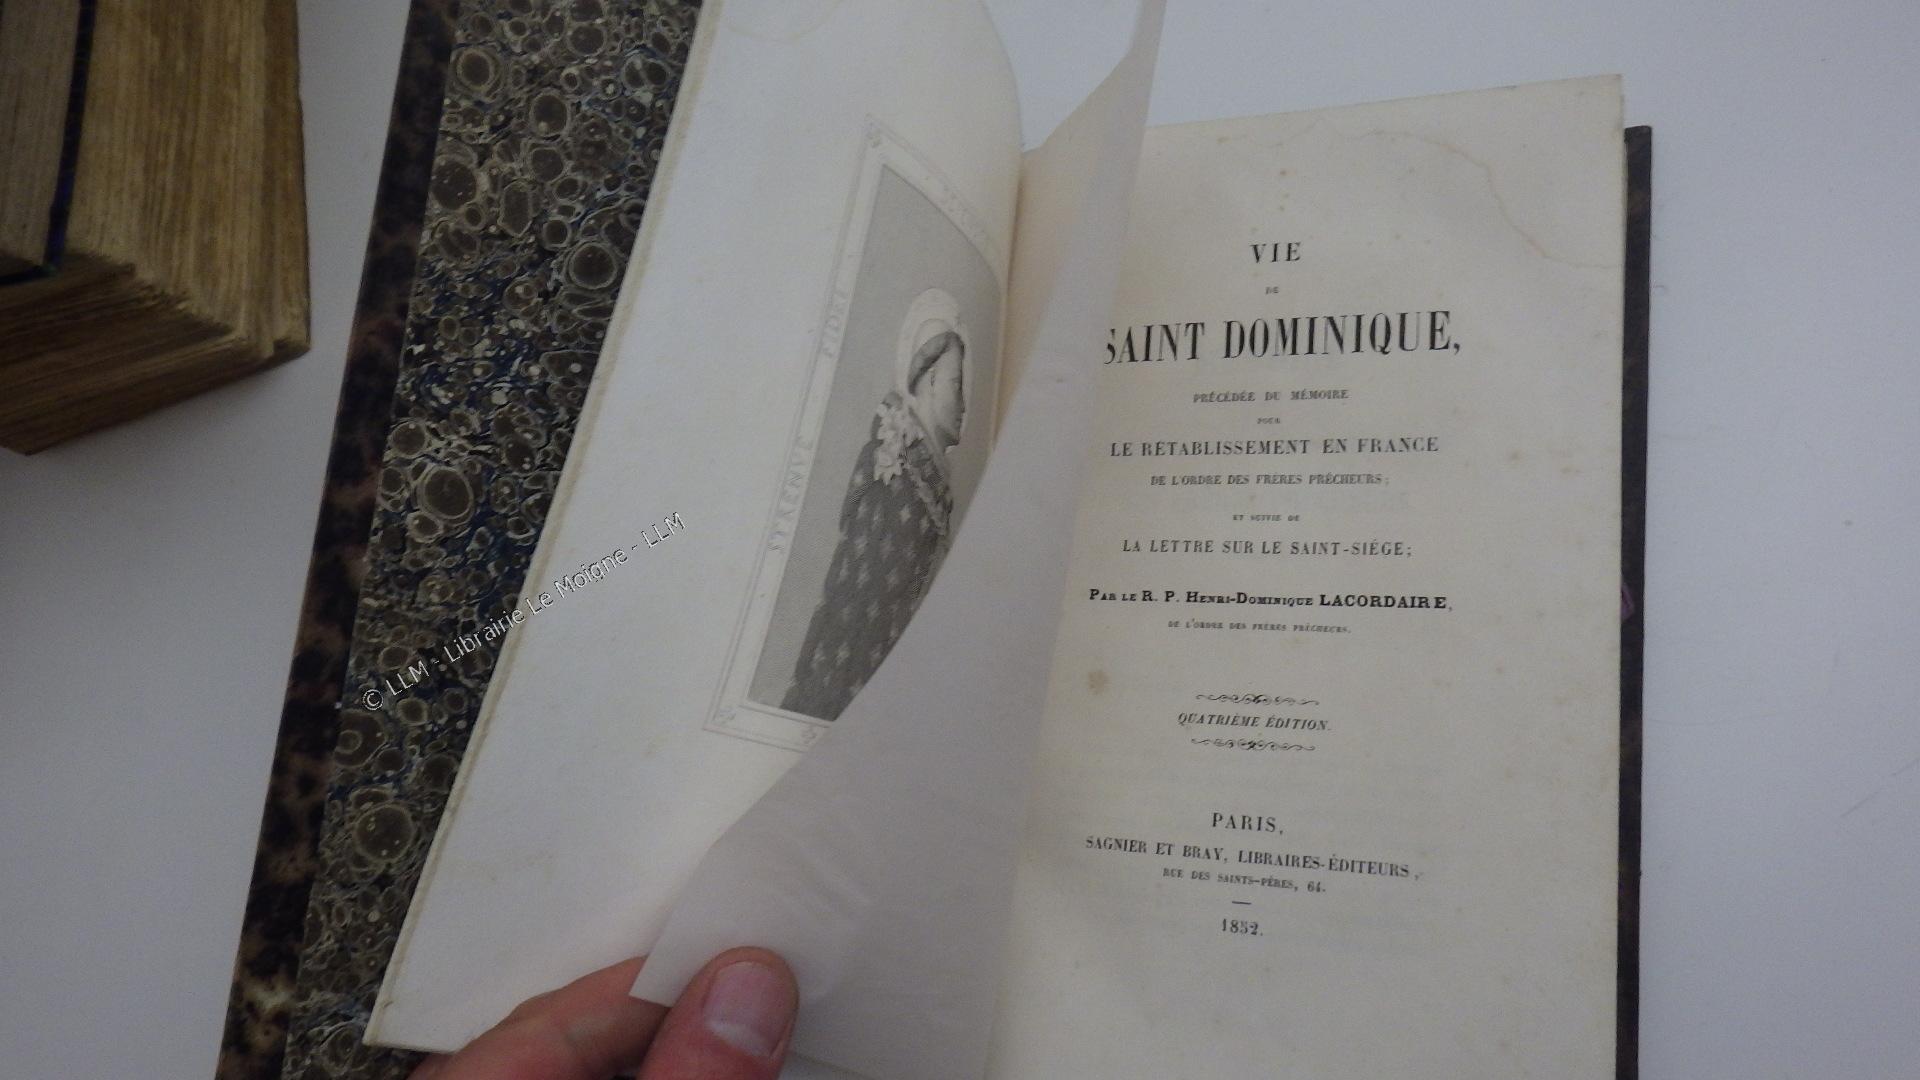 STRENVE FIDEI
VIE
DE
SAINT DOMINIQUE,
PRÉCÉDÉE DU MÉMOIRE
POUR
LE RÉTABLISSEMENT EN FRANCE
DE L'ORDRE DES FRÈRES PRÊCHEURS;
ET SUIVIE DE
LA LETTRE SUR LE SAINT-SIÉGE;
PAR LE R. P. HENRI-DOMINIQUE LACORDAIRE,
DE L'ORDRE DES FRÈRES PRÊCHEURS.
QUATRIÈME ÉDITION.
PARIS,
SAGNIER ET BRAY, LIBRAIRES-ÉDITEURS,
RUE DES SAINTS-PÈRES, 64.
1852.
© LLM - Librairie Le Moigne - LLM